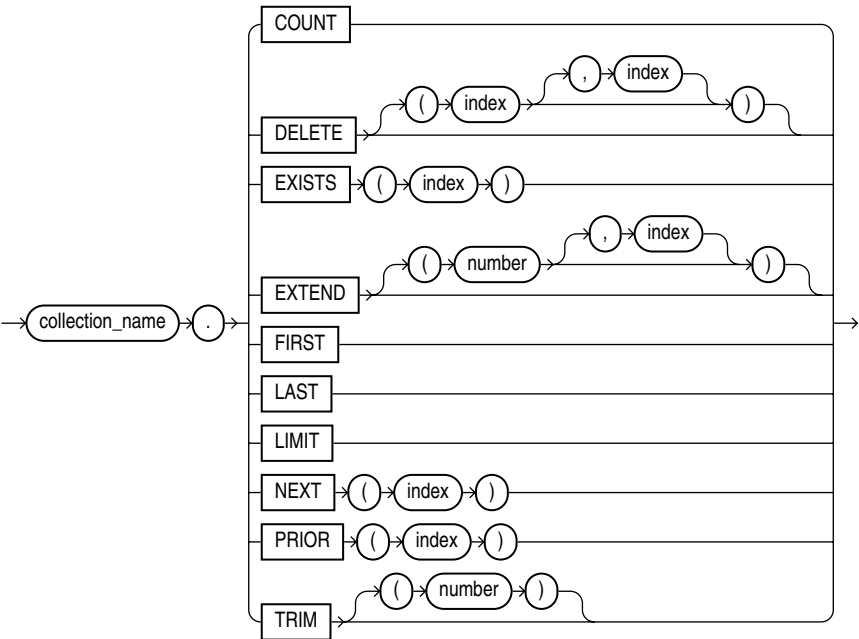 COUNT
, index
( index )
DELETE
EXISTS ( index )
, index
( number )
EXTEND
collection_name .
FIRST
LAST
LIMIT
NEXT ( index )
PRIOR ( index )
( number )
TRIM